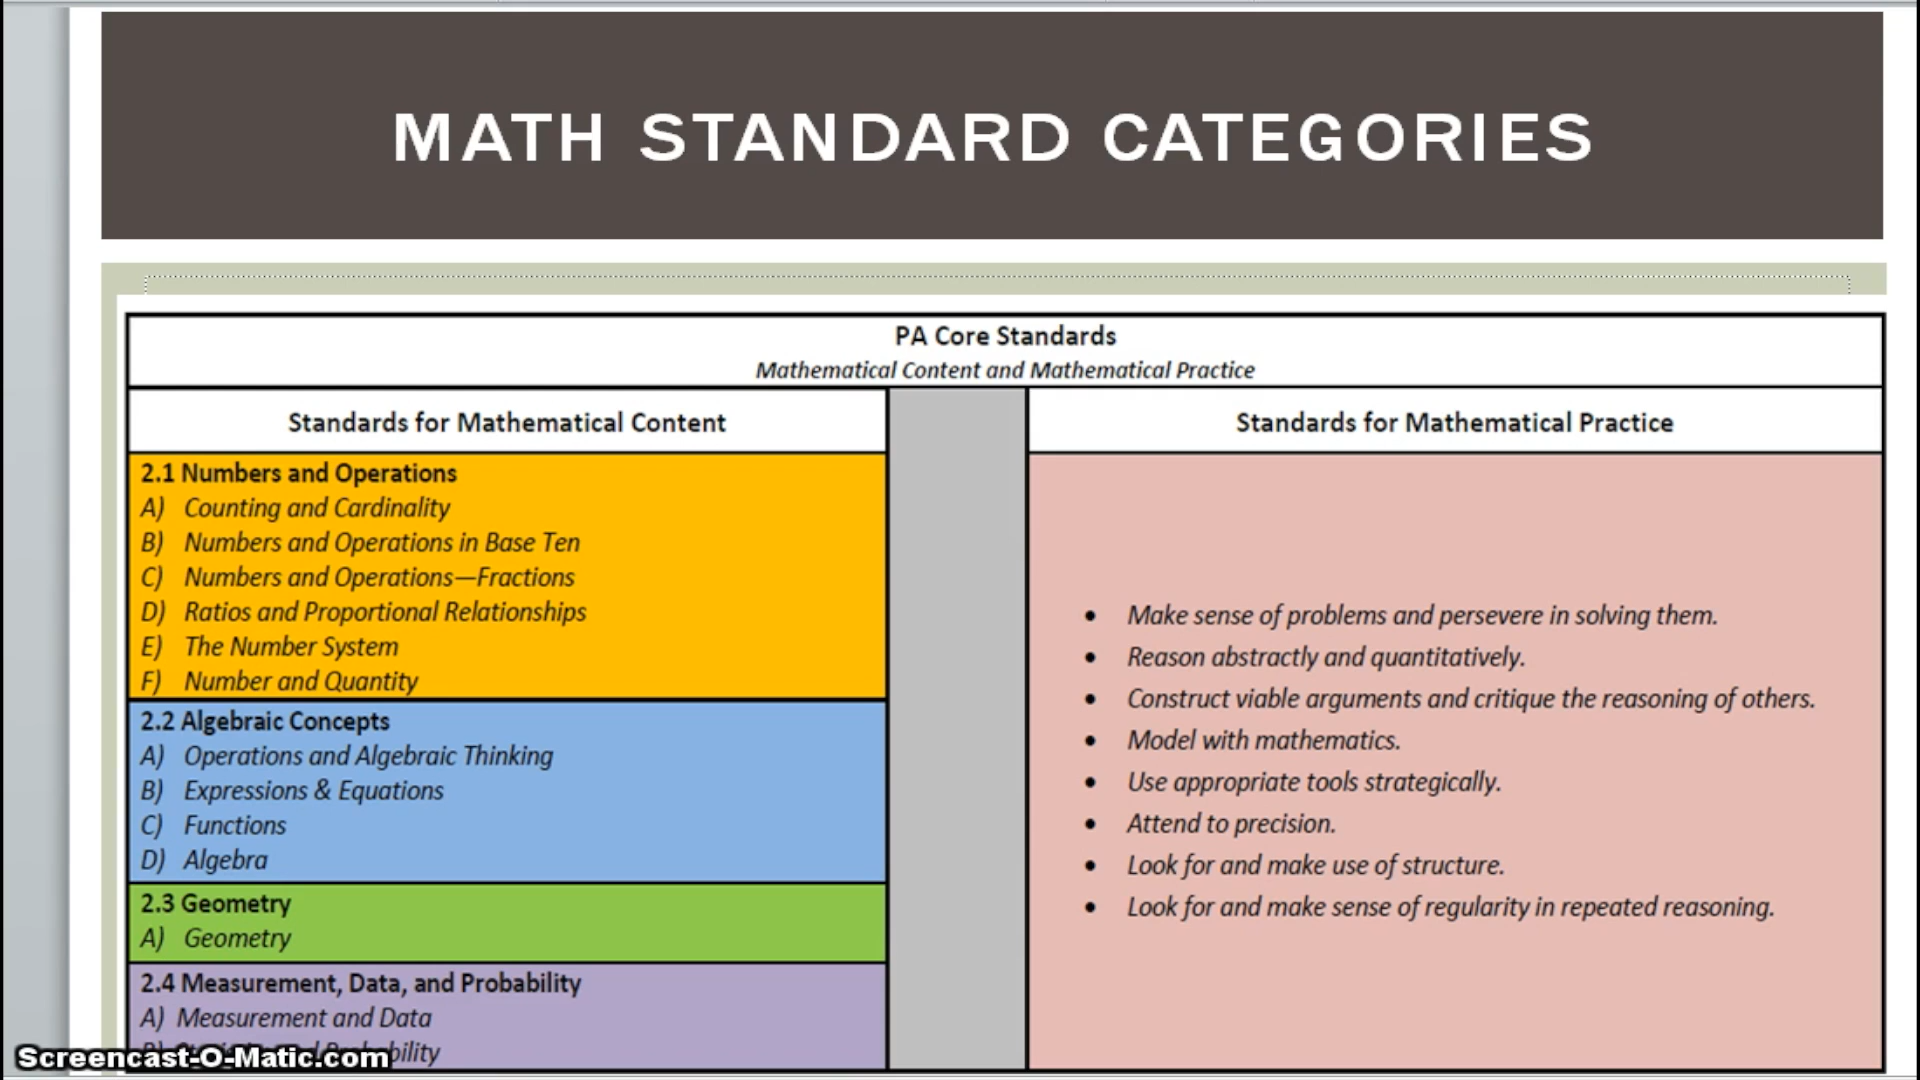 MATH STANDARD CATEGORIES
PA Core Standards
Mathematical Content and Mathematical Practice
Standards for Mathematical Content
2.1 Numbers and Operations
A) Counting and Cardinality
B) Numbers and Operations in Base Ten
C) Numbers and Operations—Fractions
D) Ratios and Proportional Relationships
E) The Number System
F) Number and Quantity
2.2 Algebraic Concepts
A) Operations and Algebraic Thinking
B) Expressions & Equations
C) Functions
D) Algebra
2.3 Geometry
A) Geometry
2.4 Measurement, Data, and Probability
A) Measurement and Data
Standards for Mathematical Practice
• Make sense of problems and persevere in solving them.
• Reason abstractly and quantitatively.
• Construct viable arguments and critique the reasoning of others.
• Model with mathematics.
• Use appropriate tools strategically.
• Attend to precision.
• Look for and make use of structure.
• Look for and make sense of regularity in repeated reasoning.
Screencast-O-Matic.com